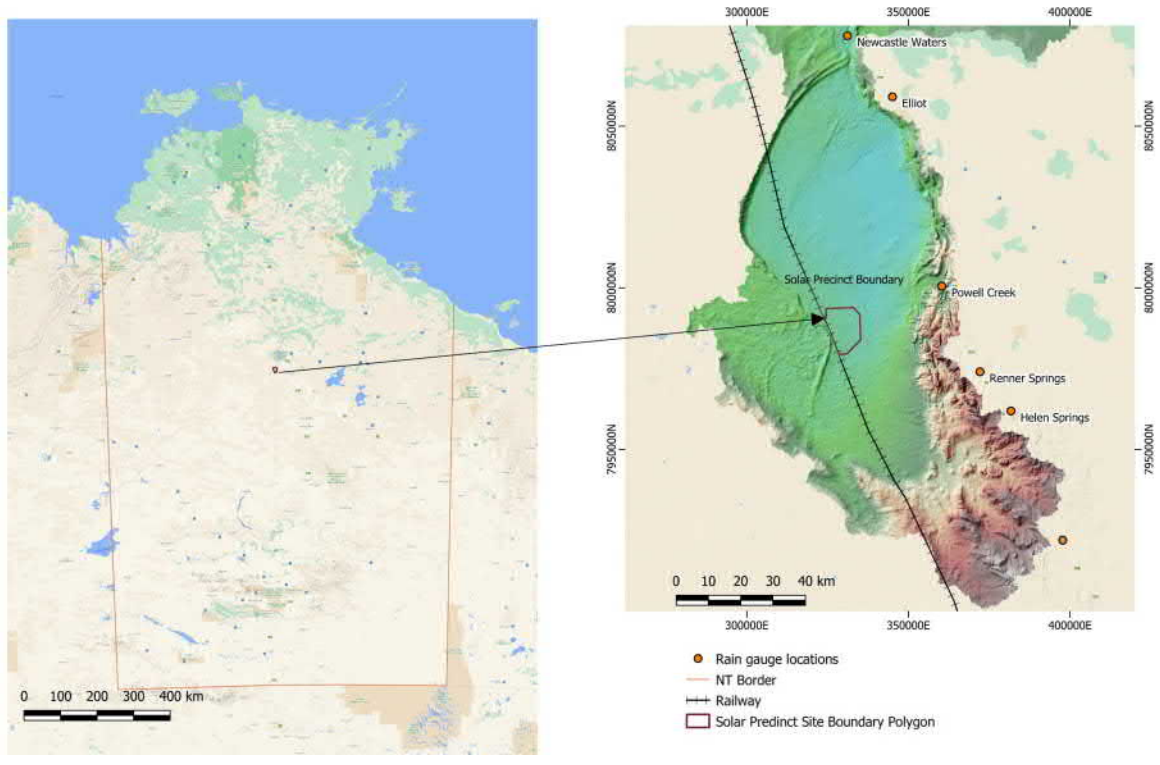 300000E 350000E 400000E
Newcastle Waters
Elliot
8050000N
8050000N
Solar Precinct Boundary
8000000N
8000000N
Powell Creek
Renner Springs
Helen Springs
7950000N
7950000N
0 10 20 30 40 km
300000E 350000E 400000E
0 100 200 300 400 km
Rain gauge locations
NT Border
Railway
Solar Predinct Site Boundary Polygon